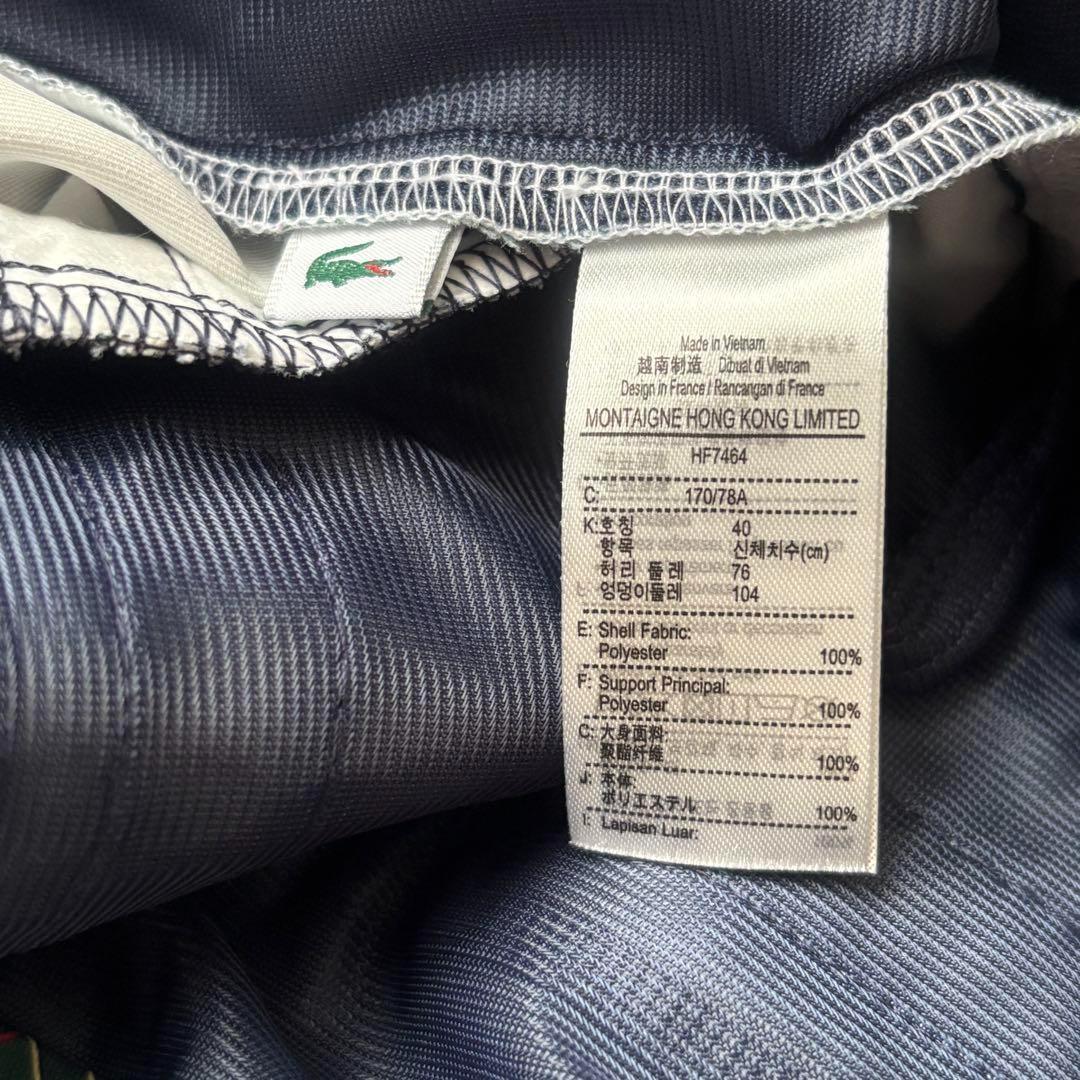 Made in Vietnam
越南制造 Dibuat di Vietnam
Design in France / Rancangan di France
MONTAIGNE HONG KONG LIMITED
HF7464
C: 170/78A
K:호칭 40
항목 신체치수(cm)
허리 둘레 76
엉덩이둘레 104
E: Shell Fabric:
Polyester 100%
F: Support Principal:
Polyester 100%
C: 大身面料:
聚酯纤维 100%
J: 本体:
ポリエステル 100%
I: Lapisan Luar: